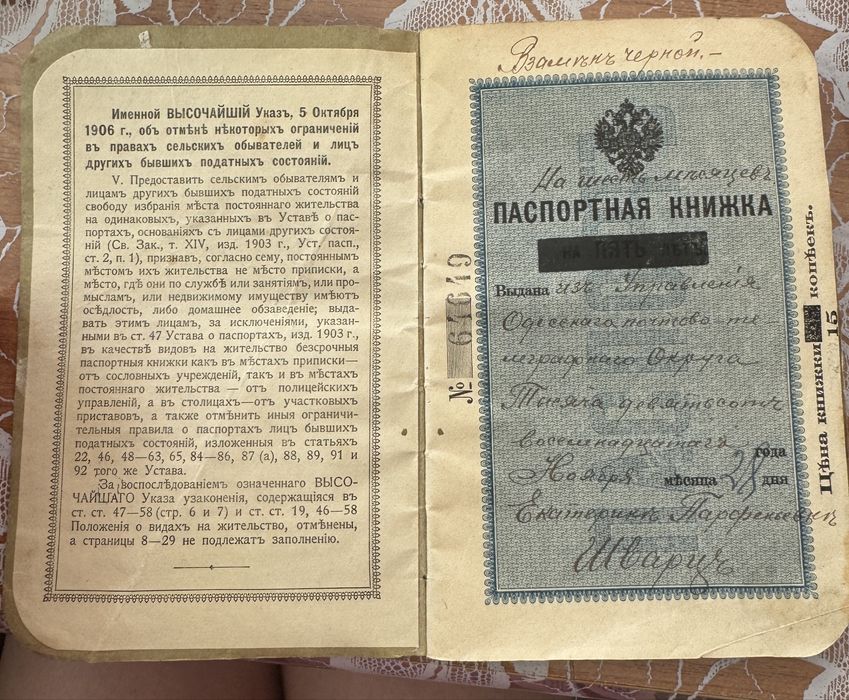 Именной ВЫСОЧАЙШІЙ Указъ, 5 Октября
1906 г., объ отмѣнѣ нѣкоторыхъ ограниченій
въ правахъ сельскихъ обывателей и лицъ
другихъ бывшихъ податныхъ состояній.
V. Предоставить сельскимъ обывателямъ и
лицамъ другихъ бывшихъ податныхъ состояній
свободу избранія мѣста постояннаго жительства
на одинаковыхъ, указанныхъ въ Уставѣ о пас-
портахъ, основаніяхъ съ лицами другихъ состоя-
ній (Св. Зак., т. XIV, изд. 1903 г., Уст. пасп.,
ст. 2, п. 1), признавъ, согласно сему, постояннымъ
мѣстомъ ихъ жительства не мѣсто приписки, а
мѣсто, гдѣ они по службѣ или занятіямъ, или про-
мысламъ, или недвижимому имуществу имѣютъ
осѣдлость, либо домашнее обзаведеніе; выда-
вать этимъ лицамъ, за исключеніями, указан-
ными въ ст. 47 Устава о паспортахъ, изд. 1903 г.,
въ качествѣ видовъ на жительство безсрочныя
паспортныя книжки какъ въ мѣстахъ приписки—
отъ сословныхъ учрежденій, такъ и въ мѣстахъ
постояннаго жительства — отъ полицейскихъ
управленій, а въ столицахъ—отъ участковыхъ
приставовъ, а также отмѣнить иныя ограничи-
тельныя правила о паспортахъ лицъ бывшихъ
податныхъ состояній, изложенныя въ статьяхъ
22, 46, 48—63, 65, 84—86, 87 (а), 88, 89, 91 и
92 того же Устава.
За воспослѣдованіемъ означеннаго ВЫСО-
ЧАЙШАГО Указа узаконенія, содержащіяся въ
ст. ст. 47—58 (стр. 6 и 7) и ст. ст. 19, 46—58
Положенія о видахъ на жительство, отмѣнены,
а страницы 8—29 не подлежатъ заполненію.
Взамѣнъ черной.—
На шесть мѣсяцевъ
ПАСПОРТНАЯ КНИЖКА
НА ПЯТЬ ЛѢТЪ
Выдана изъ Управленія
Одесскаго почтово-те
леграфнаго Округа
Тысяча девятьсотъ
восемнадцатаго года
Ноября мѣсяца 28 дня
Екатеринѣ Парфеновнѣ
Шварцъ
№ 64649
Цѣна книжки 15 копѣекъ.